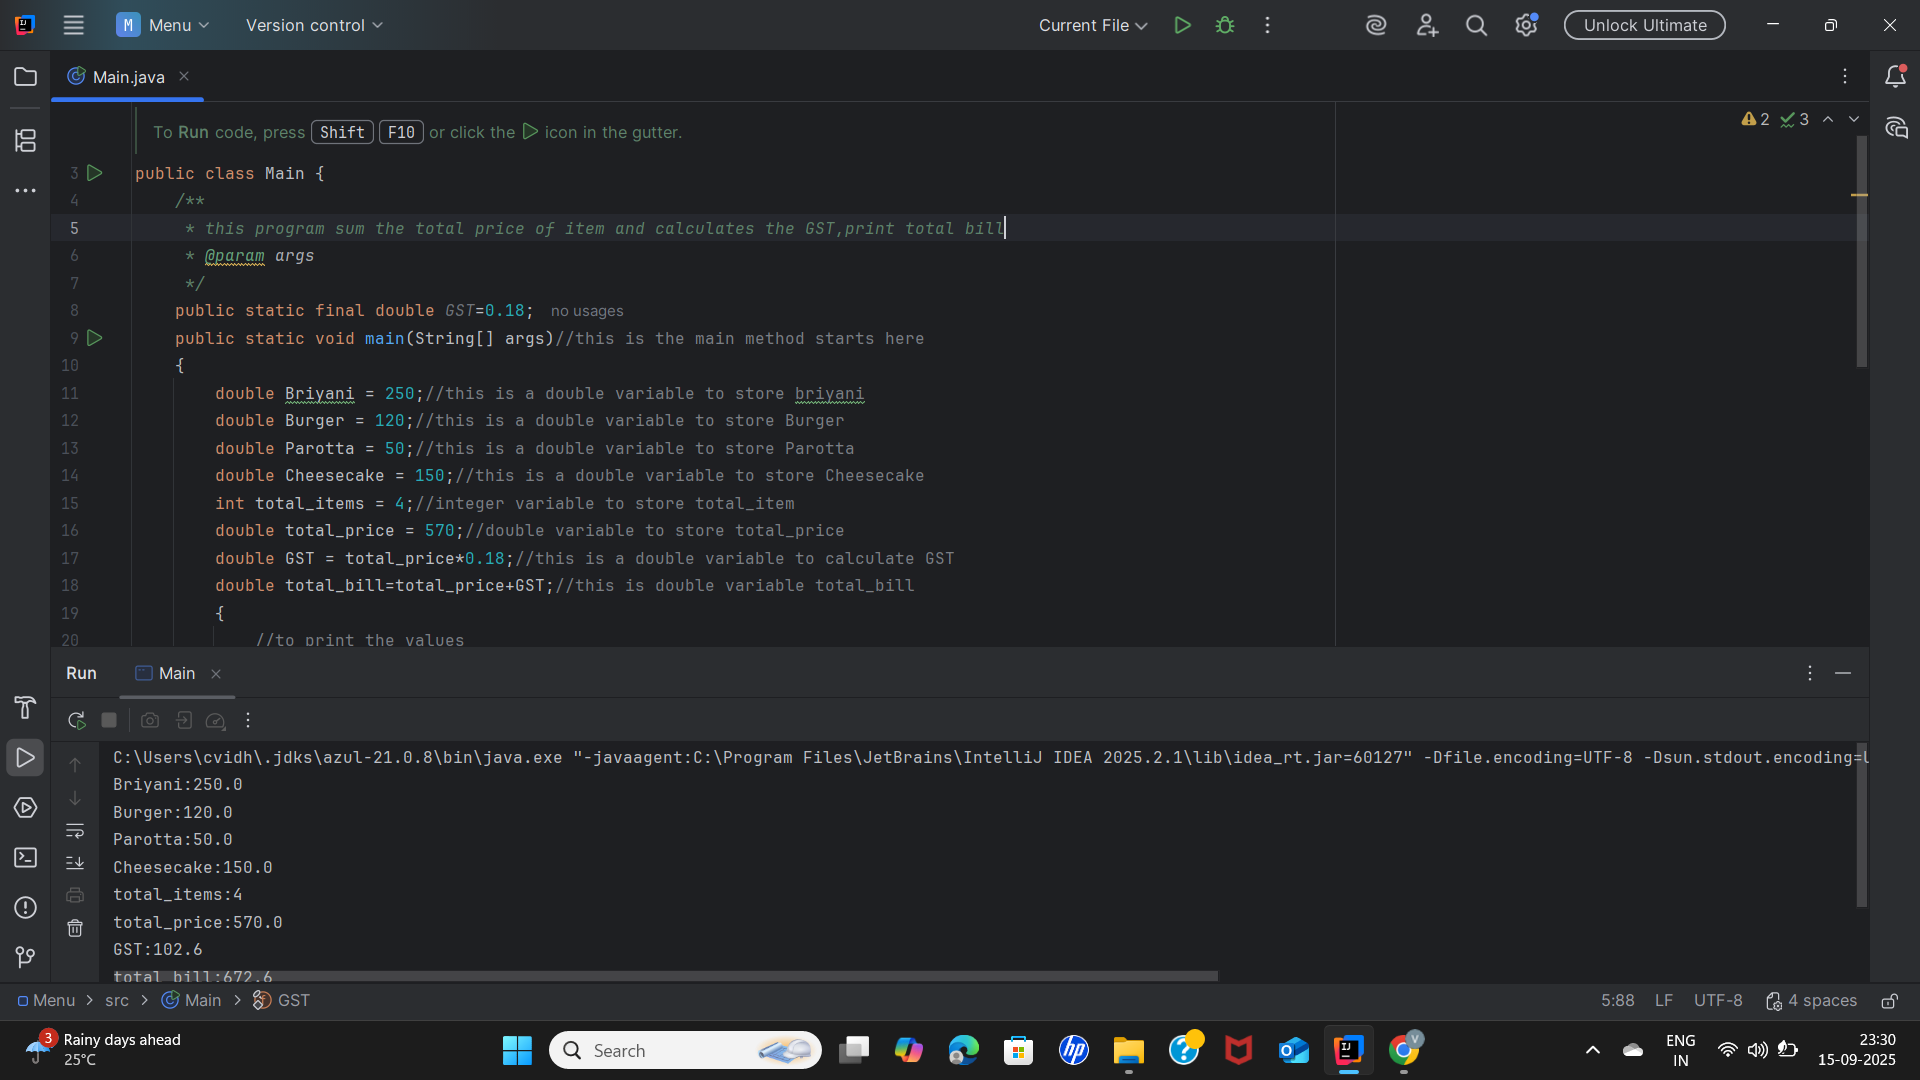 M Menu Version control Current File Unlock Ultimate
Main.java
To Run code, press Shift F10 or click the icon in the gutter.
2 3
3 public class Main {
4 /**
5 * this program sum the total price of item and calculates the GST,print total bill
6 * @param args
7 */
8 public static final double GST=0.18; no usages
9 public static void main(String[] args)//this is the main method starts here
10 {
11 double Briyani = 250;//this is a double variable to store briyani
12 double Burger = 120;//this is a double variable to store Burger
13 double Parotta = 50;//this is a double variable to store Parotta
14 double Cheesecake = 150;//this is a double variable to store Cheesecake
15 int total_items = 4;//integer variable to store total_item
16 double total_price = 570;//double variable to store total_price
17 double GST = total_price*0.18;//this is a double variable to calculate GST
18 double total_bill=total_price+GST;//this is double variable total_bill
19 {
20 //to print the values
Run Main
C:\Users\cvidh\.jdks\azul-21.0.8\bin\java.exe "-javaagent:C:\Program Files\JetBrains\IntelliJ IDEA 2025.2.1\lib\idea_rt.jar=60127" -Dfile.encoding=UTF-8 -Dsun.stdout.encoding=U
Briyani:250.0
Burger:120.0
Parotta:50.0
Cheesecake:150.0
total_items:4
total_price:570.0
GST:102.6
total_bill:672.6
Menu > src > Main > GST 5:88 LF UTF-8 4 spaces
3 Rainy days ahead
25°C
Search
ENG
IN
23:30
15-09-2025